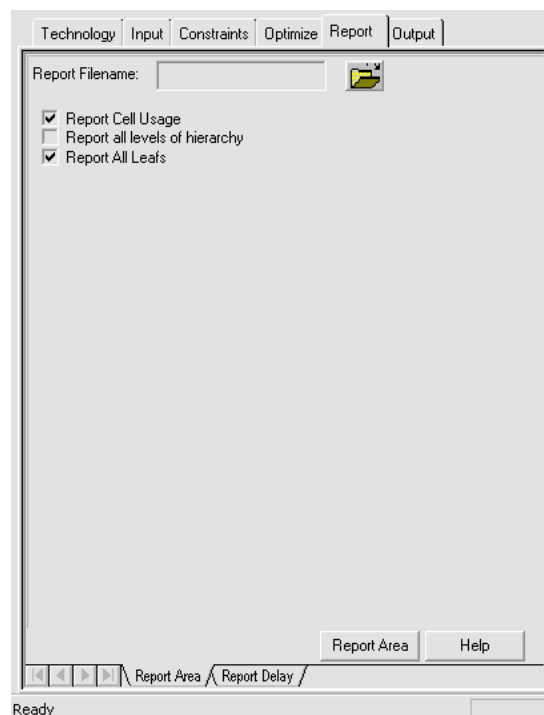 Technology Input Constraints Optimize Report Output
Report Filename:
Report Cell Usage
Report all levels of hierarchy
Report All Leafs
Report Area Help
Report Area Report Delay
Ready